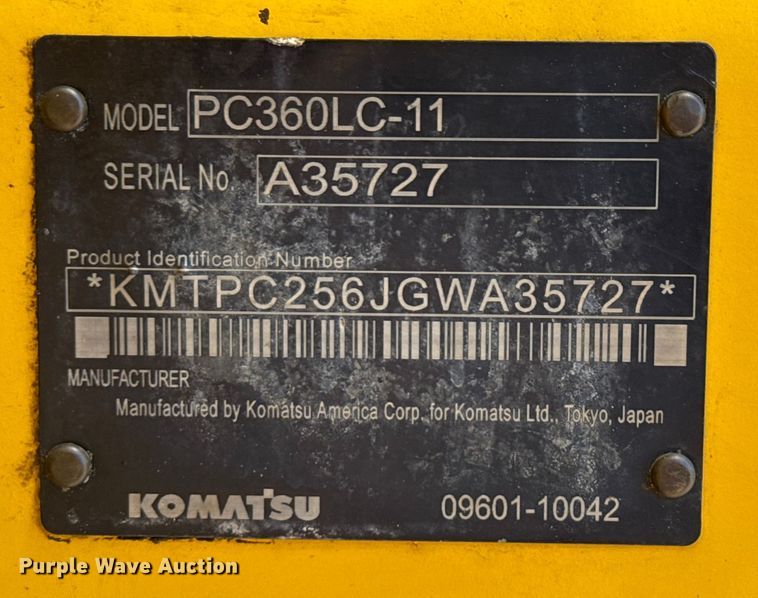 MODEL PC360LC-11
SERIAL No. A35727
Product Identification Number
*KMTPC256JGWA35727*
MANUFACTURER
Manufactured by Komatsu America Corp. for Komatsu Ltd., Tokyo, Japan
KOMATSU 09601-10042
Purple Wave Auction